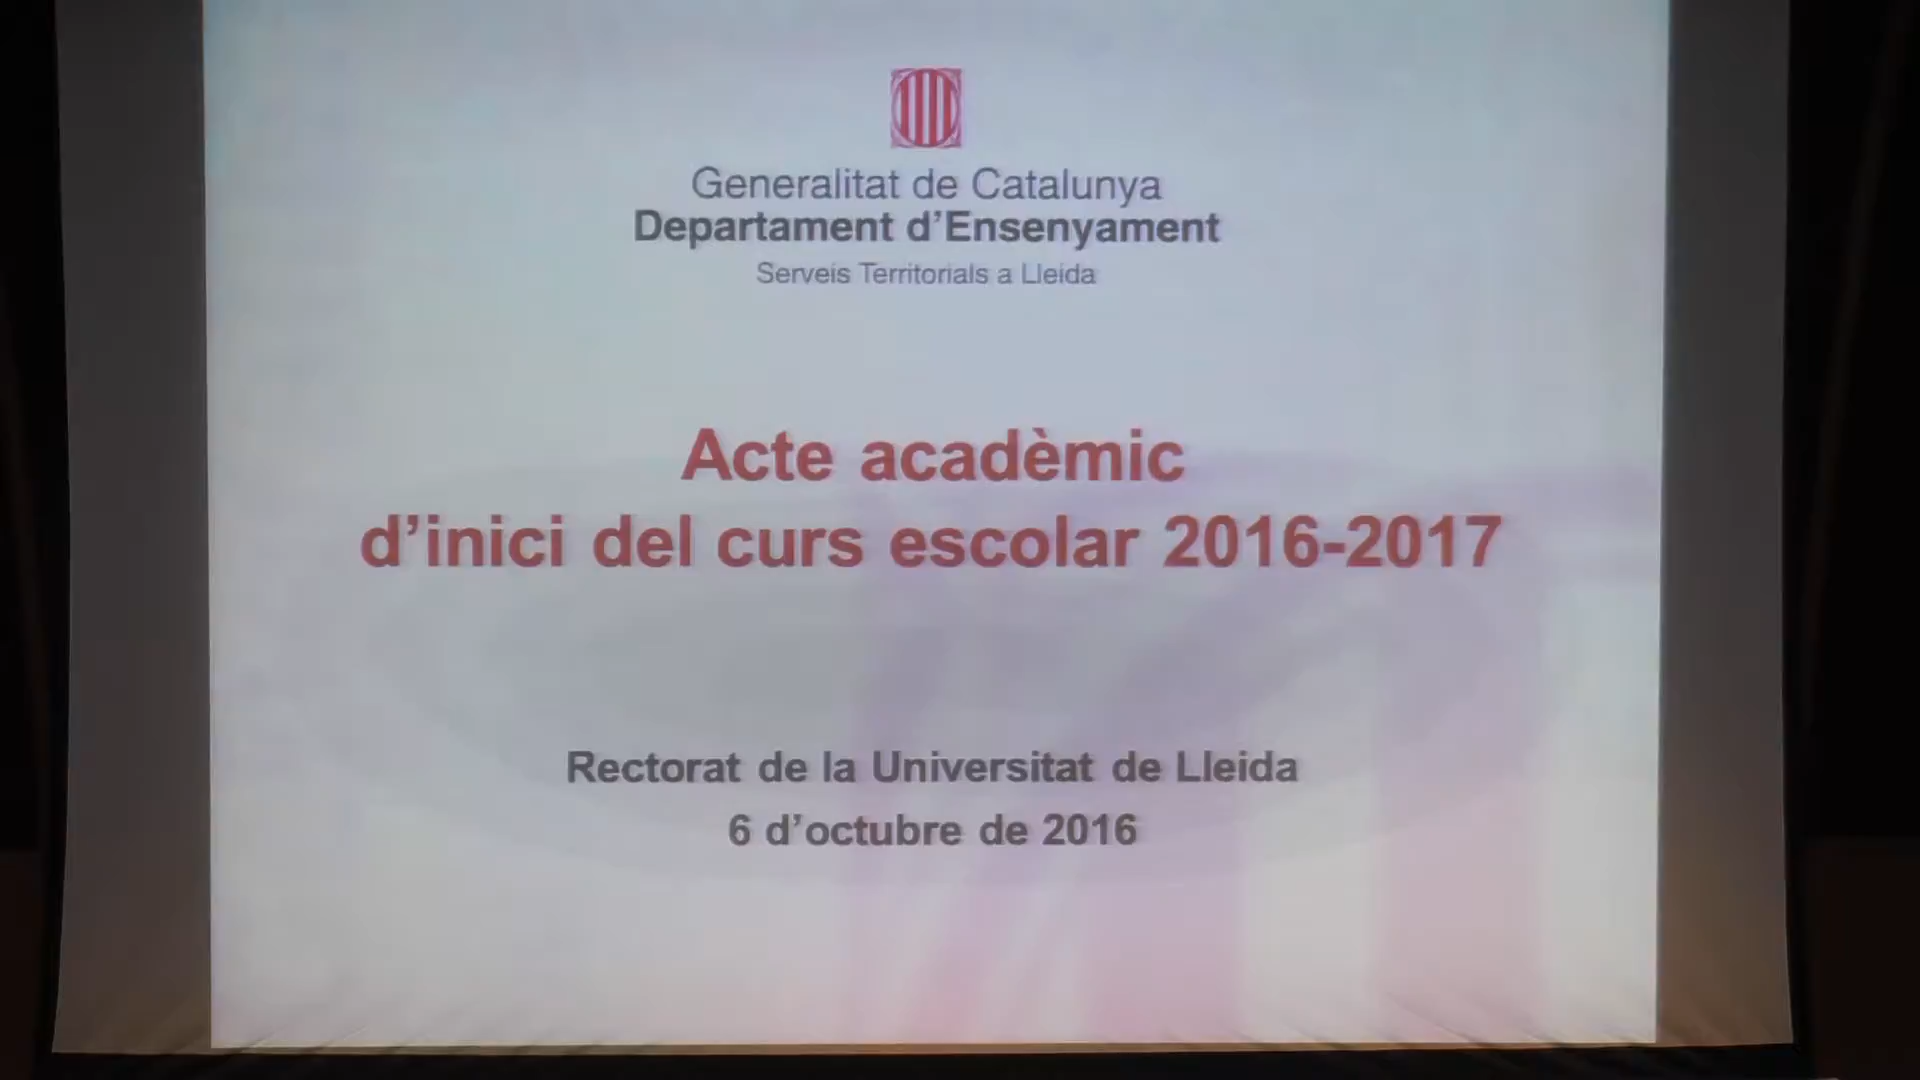 Generalitat de Catalunya
Departament d'Ensenyament
Serveis Territorials a Lleida
Acte acadèmic
d'inici del curs escolar 2016-2017
Rectorat de la Universitat de Lleida
6 d'octubre de 2016